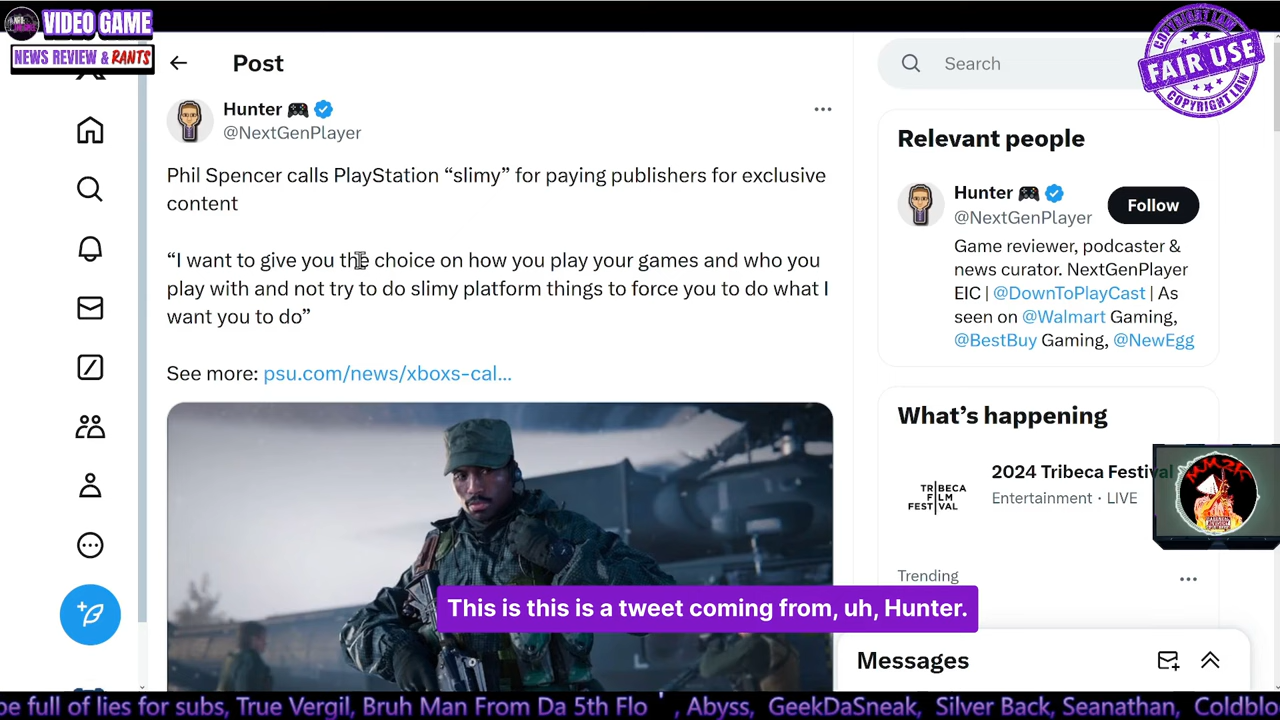 VIDEO GAME
NEWS REVIEW & RANTS
COPYRIGHT LAW
FAIR USE
COPYRIGHT LAW
Post
Search
Hunter 🎮
@NextGenPlayer
Phil Spencer calls PlayStation “slimy” for paying publishers for exclusive
content
“I want to give you the choice on how you play your games and who you
play with and not try to do slimy platform things to force you to do what I
want you to do”
See more: psu.com/news/xboxs-cal...
Relevant people
Hunter 🎮
@NextGenPlayer
Follow
Game reviewer, podcaster &
news curator. NextGenPlayer
EIC | @DownToPlayCast | As
seen on @Walmart Gaming,
@BestBuy Gaming, @NewEgg
What’s happening
2024 Tribeca Festival
Entertainment · LIVE
TRIBECA
FILM
FESTIVAL
Trending
This is this is a tweet coming from, uh, Hunter.
Messages
be full of lies for subs, True Vergil, Bruh Man From Da 5th Flo ' , Abyss, GeekDaSneak, Silver Back, Seanathan, Coldblo